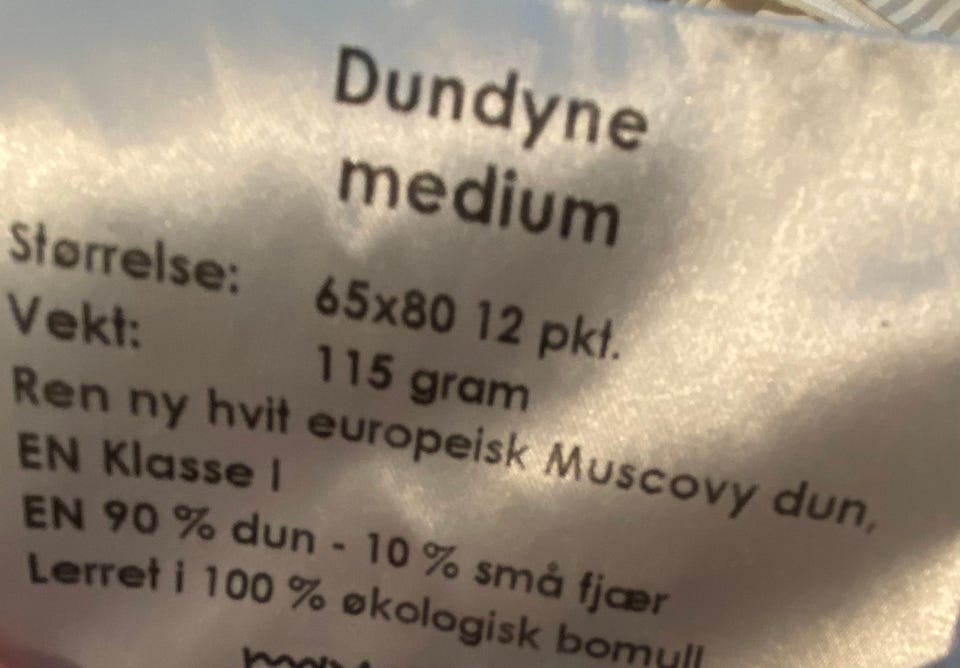 Dundyne
medium
Størrelse: 65x80 12 pkt.
Vekt: 115 gram
Ren ny hvit europeisk Muscovy dun,
EN Klasse I
EN 90 % dun - 10 % små fjær
Lerret i 100 % økologisk bomull